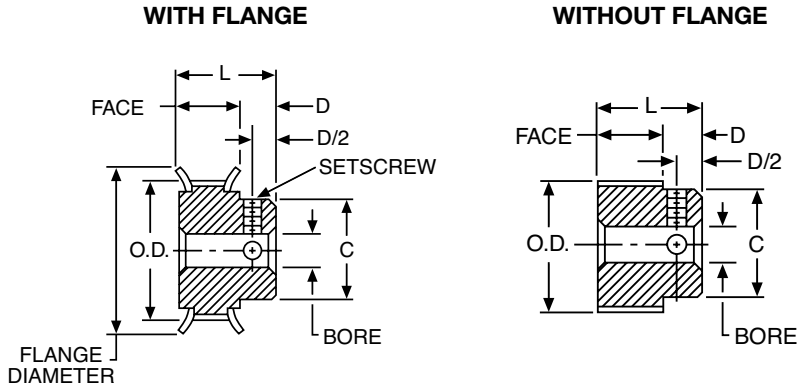 WITH FLANGE
L
FACE
D
D/2
SETSCREW
O.D.
C
BORE
FLANGE
DIAMETER
WITHOUT FLANGE
L
FACE
D
D/2
O.D.
C
BORE